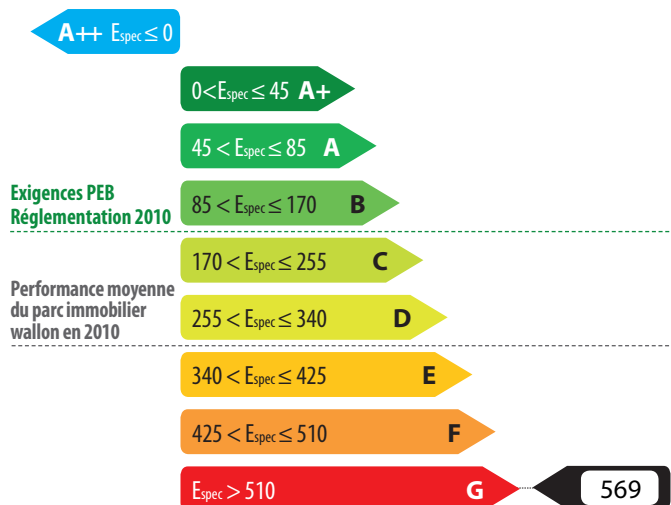 A++ Espec ≤ 0
0<Espec ≤ 45 A+
45 < Espec ≤ 85 A
Exigences PEB
Réglementation 2010
85 < Espec ≤ 170 B
170 < Espec ≤ 255 C
Performance moyenne
du parc immobilier
wallon en 2010
255 < Espec ≤ 340 D
340 < Espec ≤ 425 E
425 < Espec ≤ 510 F
Espec > 510 G 569